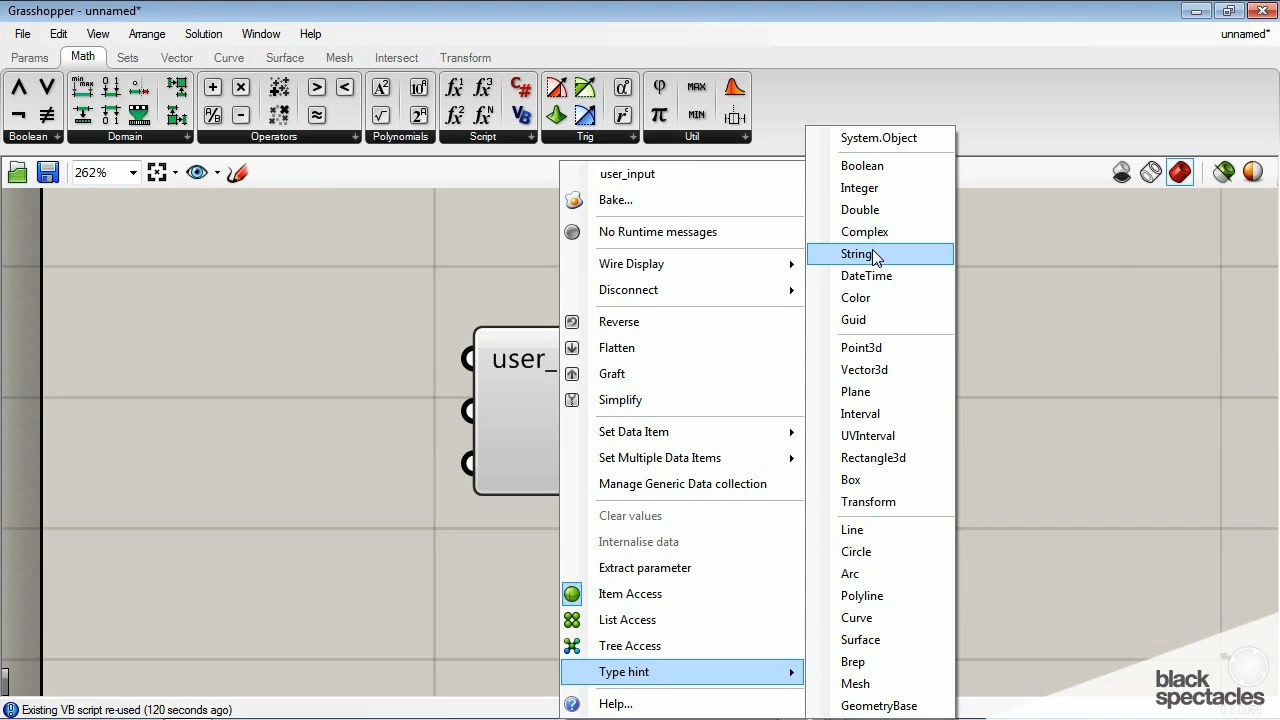 Grasshopper - unnamed*
File Edit View Arrange Solution Window Help unnamed*
Params Math Sets Vector Curve Surface Mesh Intersect Transform
Boolean Domain Operators Polynomials Script Trig Util
MAX
MIN
C#
VB
262%
user_input
Bake...
No Runtime messages
Wire Display
Disconnect
Reverse
Flatten
Graft
Simplify
Set Data Item
Set Multiple Data Items
Manage Generic Data collection
Clear values
Internalise data
Extract parameter
Item Access
List Access
Tree Access
Type hint
Help...
System.Object
Boolean
Integer
Double
Complex
String
DateTime
Color
Guid
Point3d
Vector3d
Plane
Interval
UVInterval
Rectangle3d
Box
Transform
Line
Circle
Arc
Polyline
Curve
Surface
Brep
Mesh
GeometryBase
user_
Existing VB script re-used (120 seconds ago)
black
spectacles